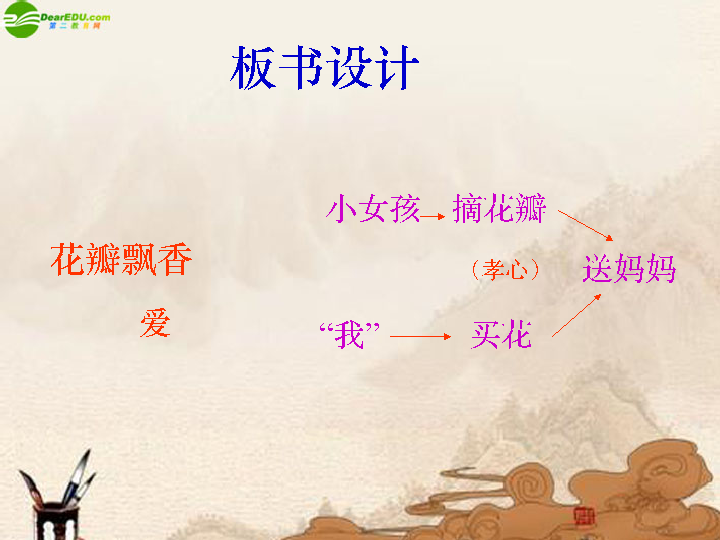 DearEDU.com
第二教育网
板书设计
小女孩 摘花瓣
花瓣飘香 （孝心） 送妈妈
爱
“我” 买花